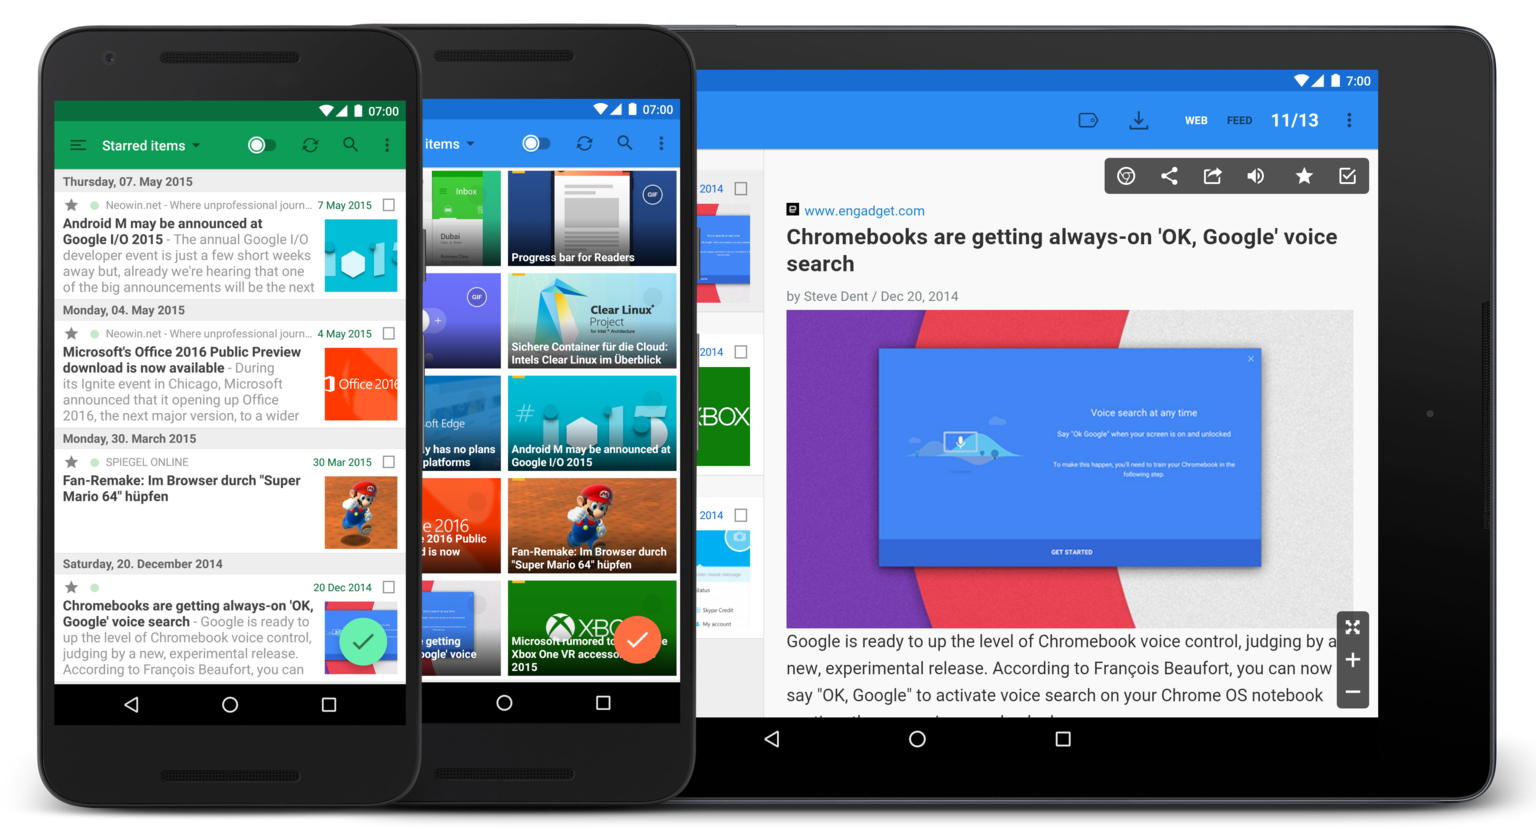 07:00
Starred items
Thursday, 07. May 2015
Neowin.net - Where unprofessional journ... 7 May 2015
Android M may be announced at
Google I/O 2015 - The annual Google I/O
developer event is just a few short weeks
away but, already we're hearing that one
of the big announcements will be the next
Monday, 04. May 2015
Neowin.net - Where unprofessional journ... 4 May 2015
Microsoft's Office 2016 Public Preview
download is now available - During
its Ignite event in Chicago, Microsoft
announced that it opening up Office
2016, the next major version, to a wider
Office 2016
Monday, 30. March 2015
SPIEGEL ONLINE 30 Mar 2015
Fan-Remake: Im Browser durch "Super
Mario 64" hüpfen
Saturday, 20. December 2014
20 Dec 2014
Chromebooks are getting always-on 'OK,
Google' voice search - Google is ready to
up the level of Chromebook voice control,
judging by a new, experimental release.
According to François Beaufort, you can
07:00
items
Inbox
Dubai
GIF
Progress bar for Readers
GIF
Clear Linux*
Project
for Intel® Architecture
Sichere Container für die Cloud:
Intels Clear Linux im Überblick
oft Edge
y has no plans
platforms
#io15
Android M may be announced at
Google I/O 2015
e 2016
2016 Public
d is now
Fan-Remake: Im Browser durch
"Super Mario 64" hüpfen
getting
ogle' voice
XBO
Microsoft rumored to
Xbox One VR accesso
2015
7:00
WEB FEED 11/13
2014
2014
XBOX
2014
Status
Skype Credit
My account
www.engadget.com
Chromebooks are getting always-on 'OK, Google' voice
search
by Steve Dent / Dec 20, 2014
Voice search at any time
Say "Ok Google" when your screen is on and unlocked
To make this happen, you'll need to train your Chromebook in the
following step.
GET STARTED
Google is ready to up the level of Chromebook voice control, judging by a
new, experimental release. According to François Beaufort, you can now
say "OK, Google" to activate voice search on your Chrome OS notebook